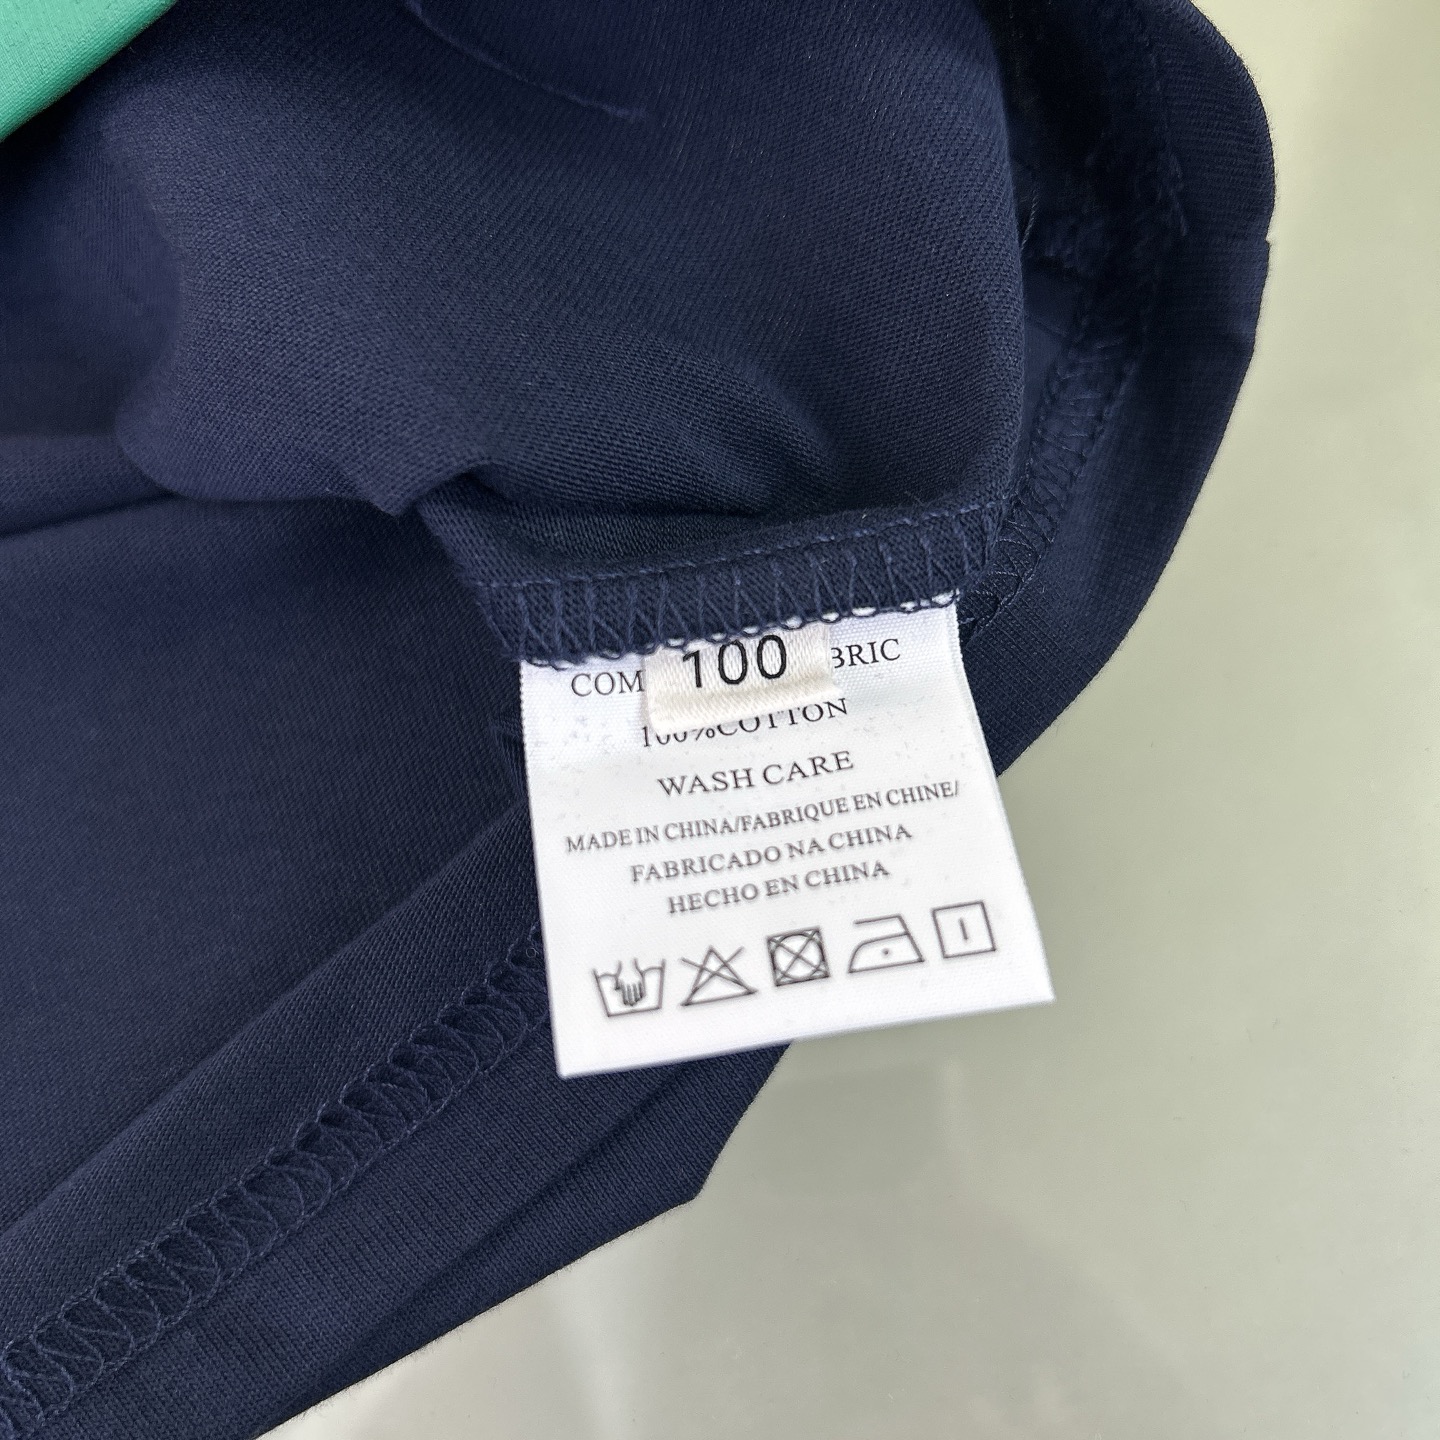 100
COM BRIC
100%COTTON
WASH CARE
MADE IN CHINA/FABRIQUE EN CHINE/
FABRICADO NA CHINA
HECHO EN CHINA